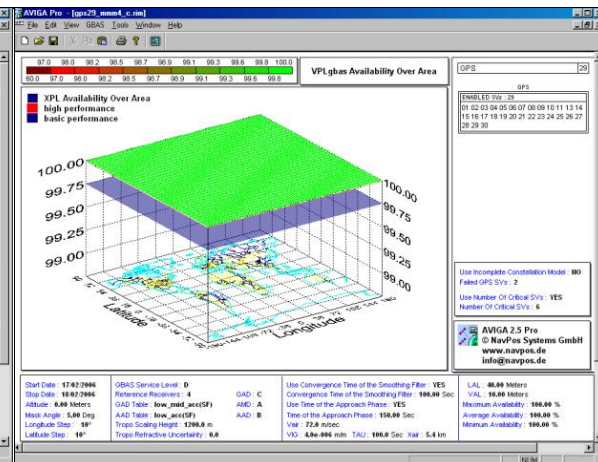 AVIGA Pro - [gps29_mmm4_c.rim]
File Edit View GBAS Tools Window Help
97.0 98.0 98.2 98.5 98.7 98.9 99.1 99.3 99.6 99.8 100.0
60.0 97.0 98.0 98.2 98.5 98.7 98.9 99.1 99.3 99.6 99.8
VPLgbas Availability Over Area
GPS 29
XPL Availability Over Area
high performance
basic performance
GPS
ENABLED SVs : 29
01 02 03 04 05 06 07 08 09 10 11 13 14
15 16 17 18 19 20 21 22 24 25 26 27
28 29 30
100.00
99.75
99.50
99.25
99.00
100.00
99.75
99.50
99.25
99.00
Latitude
Longitude
Use Incomplete Constellation Model : NO
Failed GPS SVs : 2
Use Number Of Critical SVs : YES
Number Of Critical SVs : 6
AVIGA 2.5 Pro
© NavPos Systems GmbH
www.navpos.de
info@navpos.de
Start Date : 17/02/2006
Stop Date : 18/02/2006
Altitude : 0.00 Meters
Mask Angle : 5.00 Deg
Longitude Step : 10°
Latitude Step : 10°
GBAS Service Level : D
Reference Receivers : 4 GAD : C
GAD Table : low_mid_acc(SF) AMD : A
AAD Table : low_acc(SF) AAD : B
Tropo Scaling Height : 1200.0 m
Tropo Refractive Uncertainty : 0.0
Use Convergence Time of the Smoothing Filter : YES
Convergence Time of the Smoothing Filter : 100.00 Sec
Use Time of the Approach Phase : YES
Time of the Approach Phase : 150.00 Sec
Vair : 72.0 m/sec
VIG : 4.0e-006 m/m TAU : 100.0 Sec Xair : 5.4 km
LAL : 40.00 Meters
VAL : 10.00 Meters
Maximum Availability : 100.00 %
Average Availability : 100.00 %
Minimum Availability : 100.00 %
NUM